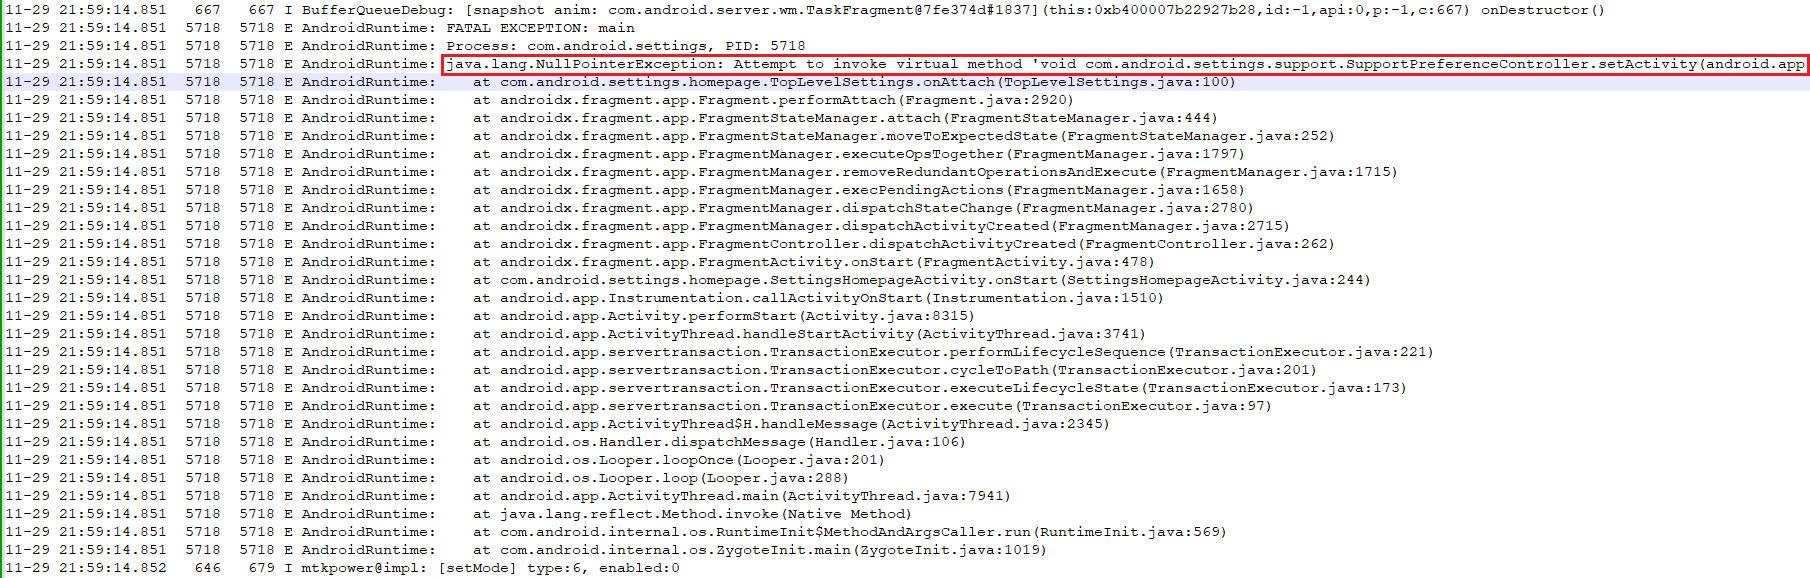 11-29 21:59:14.851   667   667 I BufferQueueDebug: [snapshot anim: com.android.server.wm.TaskFragment@7fe374d#1837](this:0xb400007b22927b28,id:-1,api:0,p:-1,c:667) onDestructor()
11-29 21:59:14.851  5718  5718 E AndroidRuntime: FATAL EXCEPTION: main
11-29 21:59:14.851  5718  5718 E AndroidRuntime: Process: com.android.settings, PID: 5718
11-29 21:59:14.851  5718  5718 E AndroidRuntime: java.lang.NullPointerException: Attempt to invoke virtual method 'void com.android.settings.support.SupportPreferenceController.setActivity(android.app
11-29 21:59:14.851  5718  5718 E AndroidRuntime:    at com.android.settings.homepage.TopLevelSettings.onAttach(TopLevelSettings.java:100)
11-29 21:59:14.851  5718  5718 E AndroidRuntime:    at androidx.fragment.app.Fragment.performAttach(Fragment.java:2920)
11-29 21:59:14.851  5718  5718 E AndroidRuntime:    at androidx.fragment.app.FragmentStateManager.attach(FragmentStateManager.java:444)
11-29 21:59:14.851  5718  5718 E AndroidRuntime:    at androidx.fragment.app.FragmentStateManager.moveToExpectedState(FragmentStateManager.java:252)
11-29 21:59:14.851  5718  5718 E AndroidRuntime:    at androidx.fragment.app.FragmentManager.executeOpsTogether(FragmentManager.java:1797)
11-29 21:59:14.851  5718  5718 E AndroidRuntime:    at androidx.fragment.app.FragmentManager.removeRedundantOperationsAndExecute(FragmentManager.java:1715)
11-29 21:59:14.851  5718  5718 E AndroidRuntime:    at androidx.fragment.app.FragmentManager.execPendingActions(FragmentManager.java:1658)
11-29 21:59:14.851  5718  5718 E AndroidRuntime:    at androidx.fragment.app.FragmentManager.dispatchStateChange(FragmentManager.java:2780)
11-29 21:59:14.851  5718  5718 E AndroidRuntime:    at androidx.fragment.app.FragmentManager.dispatchActivityCreated(FragmentManager.java:2715)
11-29 21:59:14.851  5718  5718 E AndroidRuntime:    at androidx.fragment.app.FragmentController.dispatchActivityCreated(FragmentController.java:262)
11-29 21:59:14.851  5718  5718 E AndroidRuntime:    at androidx.fragment.app.FragmentActivity.onStart(FragmentActivity.java:478)
11-29 21:59:14.851  5718  5718 E AndroidRuntime:    at com.android.settings.homepage.SettingsHomepageActivity.onStart(SettingsHomepageActivity.java:244)
11-29 21:59:14.851  5718  5718 E AndroidRuntime:    at android.app.Instrumentation.callActivityOnStart(Instrumentation.java:1510)
11-29 21:59:14.851  5718  5718 E AndroidRuntime:    at android.app.Activity.performStart(Activity.java:8315)
11-29 21:59:14.851  5718  5718 E AndroidRuntime:    at android.app.ActivityThread.handleStartActivity(ActivityThread.java:3741)
11-29 21:59:14.851  5718  5718 E AndroidRuntime:    at android.app.servertransaction.TransactionExecutor.performLifecycleSequence(TransactionExecutor.java:221)
11-29 21:59:14.851  5718  5718 E AndroidRuntime:    at android.app.servertransaction.TransactionExecutor.cycleToPath(TransactionExecutor.java:201)
11-29 21:59:14.851  5718  5718 E AndroidRuntime:    at android.app.servertransaction.TransactionExecutor.executeLifecycleState(TransactionExecutor.java:173)
11-29 21:59:14.851  5718  5718 E AndroidRuntime:    at android.app.servertransaction.TransactionExecutor.execute(TransactionExecutor.java:97)
11-29 21:59:14.851  5718  5718 E AndroidRuntime:    at android.app.ActivityThread$H.handleMessage(ActivityThread.java:2345)
11-29 21:59:14.851  5718  5718 E AndroidRuntime:    at android.os.Handler.dispatchMessage(Handler.java:106)
11-29 21:59:14.851  5718  5718 E AndroidRuntime:    at android.os.Looper.loopOnce(Looper.java:201)
11-29 21:59:14.851  5718  5718 E AndroidRuntime:    at android.os.Looper.loop(Looper.java:288)
11-29 21:59:14.851  5718  5718 E AndroidRuntime:    at android.app.ActivityThread.main(ActivityThread.java:7941)
11-29 21:59:14.851  5718  5718 E AndroidRuntime:    at java.lang.reflect.Method.invoke(Native Method)
11-29 21:59:14.851  5718  5718 E AndroidRuntime:    at com.android.internal.os.RuntimeInit$MethodAndArgsCaller.run(RuntimeInit.java:569)
11-29 21:59:14.851  5718  5718 E AndroidRuntime:    at com.android.internal.os.ZygoteInit.main(ZygoteInit.java:1019)
11-29 21:59:14.852   646   679 I mtkpower@impl: [setMode] type:6, enabled:0